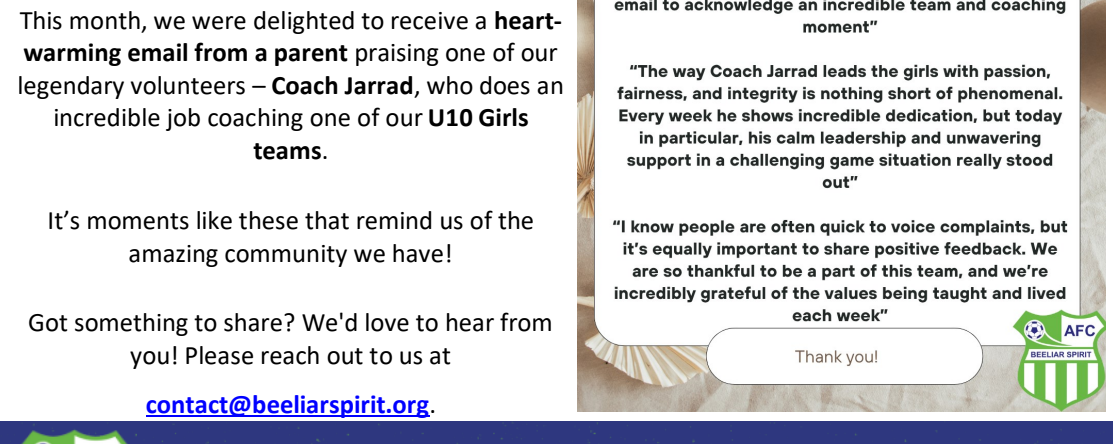 This month, we were delighted to receive a heart-
warming email from a parent praising one of our
legendary volunteers – Coach Jarrad, who does an
incredible job coaching one of our U10 Girls
teams.
It’s moments like these that remind us of the
amazing community we have!
Got something to share? We'd love to hear from
you! Please reach out to us at
contact@beeliarspirit.org.
email to acknowledge an incredible team and coaching
moment”
“The way Coach Jarrad leads the girls with passion,
fairness, and integrity is nothing short of phenomenal.
Every week he shows incredible dedication, but today
in particular, his calm leadership and unwavering
support in a challenging game situation really stood
out”
“I know people are often quick to voice complaints, but
it’s equally important to share positive feedback. We
are so thankful to be a part of this team, and we’re
incredibly grateful of the values being taught and lived
each week”
Thank you!
AFC
BEELIAR SPIRIT